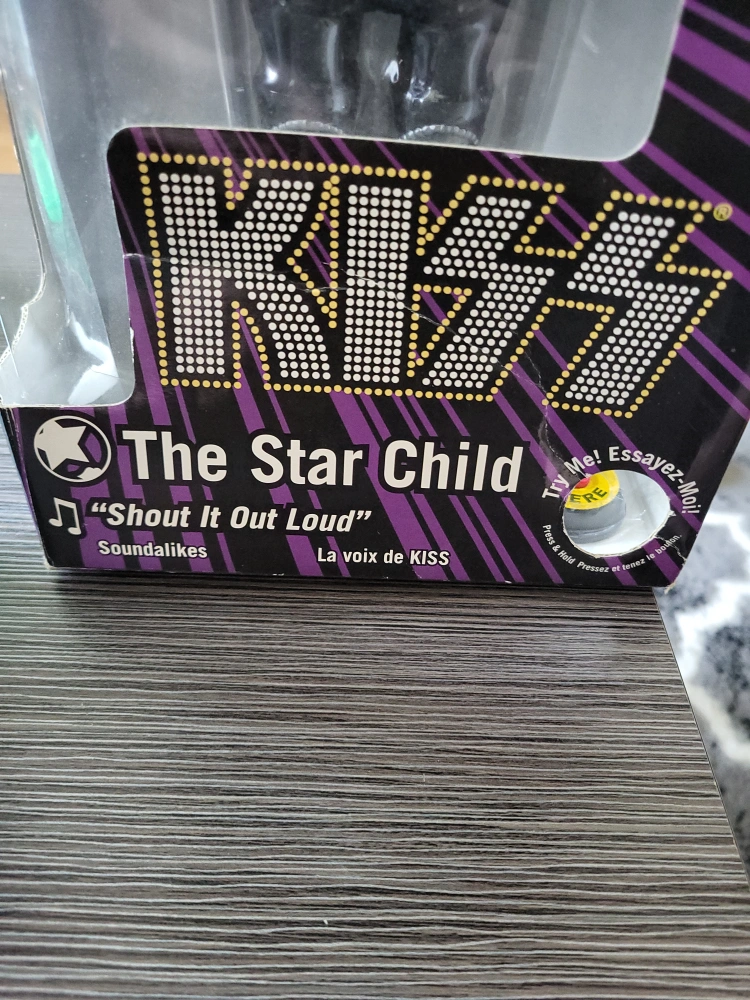 KISS®
The Star Child
"Shout It Out Loud"
Soundalikes
La voix de KISS
Try Me! Essayez-Moi!
ERE
Press & Hold Pressez et tenez le bouton.